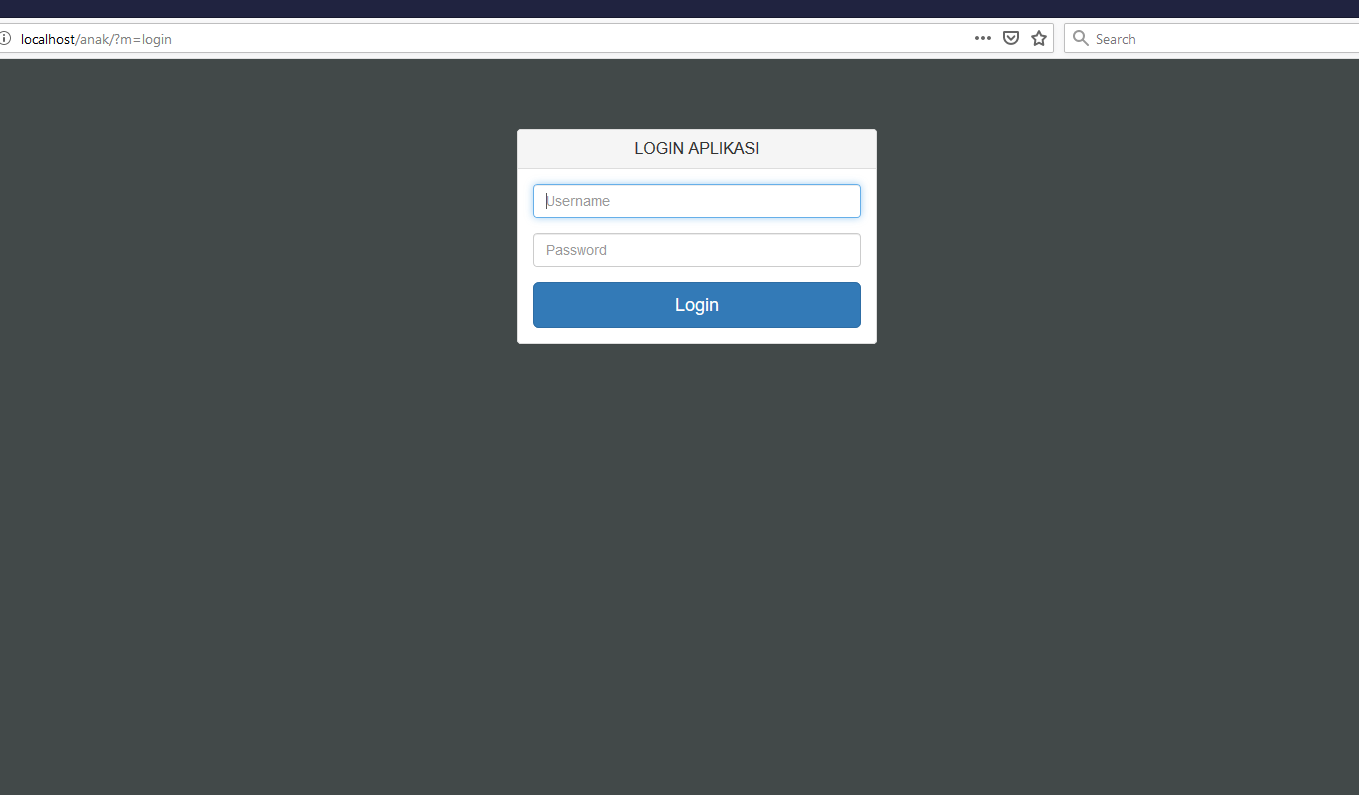 localhost/anak/?m=login
Search
LOGIN APLIKASI
Username
Password
Login